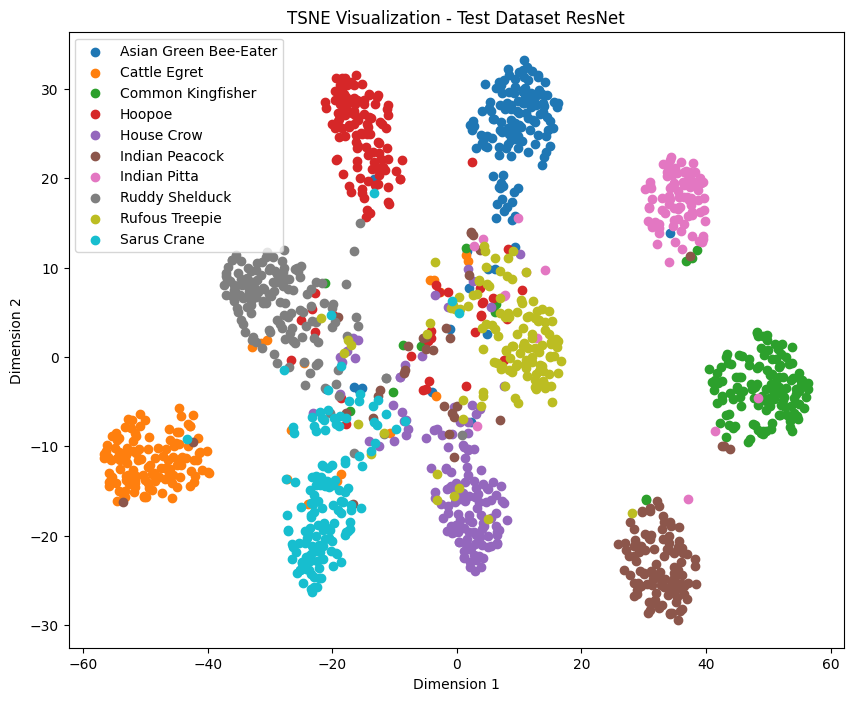 TSNE Visualization - Test Dataset ResNet
Asian Green Bee-Eater
Cattle Egret
Common Kingfisher
Hoopoe
House Crow
Indian Peacock
Indian Pitta
Ruddy Shelduck
Rufous Treepie
Sarus Crane
Dimension 2
30
20
10
0
−10
−20
−30
−60
−40
−20
0
20
40
60
Dimension 1